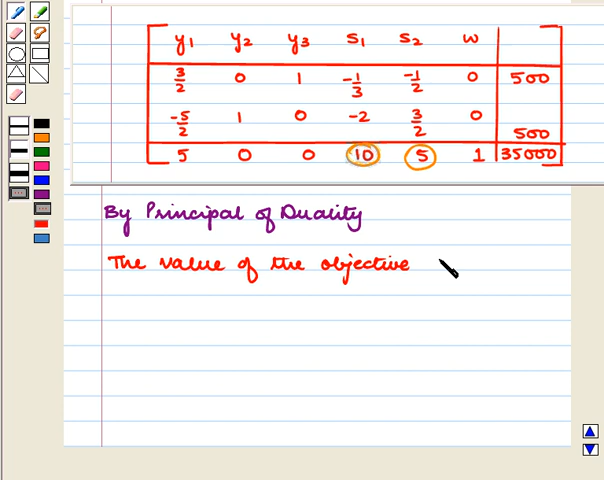 y1 y2 y3 s1 s2 w
3/2 0 1 -1/3 -1/2 0 500
-5/2 1 0 -2 3/2 0 500
5 0 0 10 5 1 35000
By Principal of Duality
The value of the objective